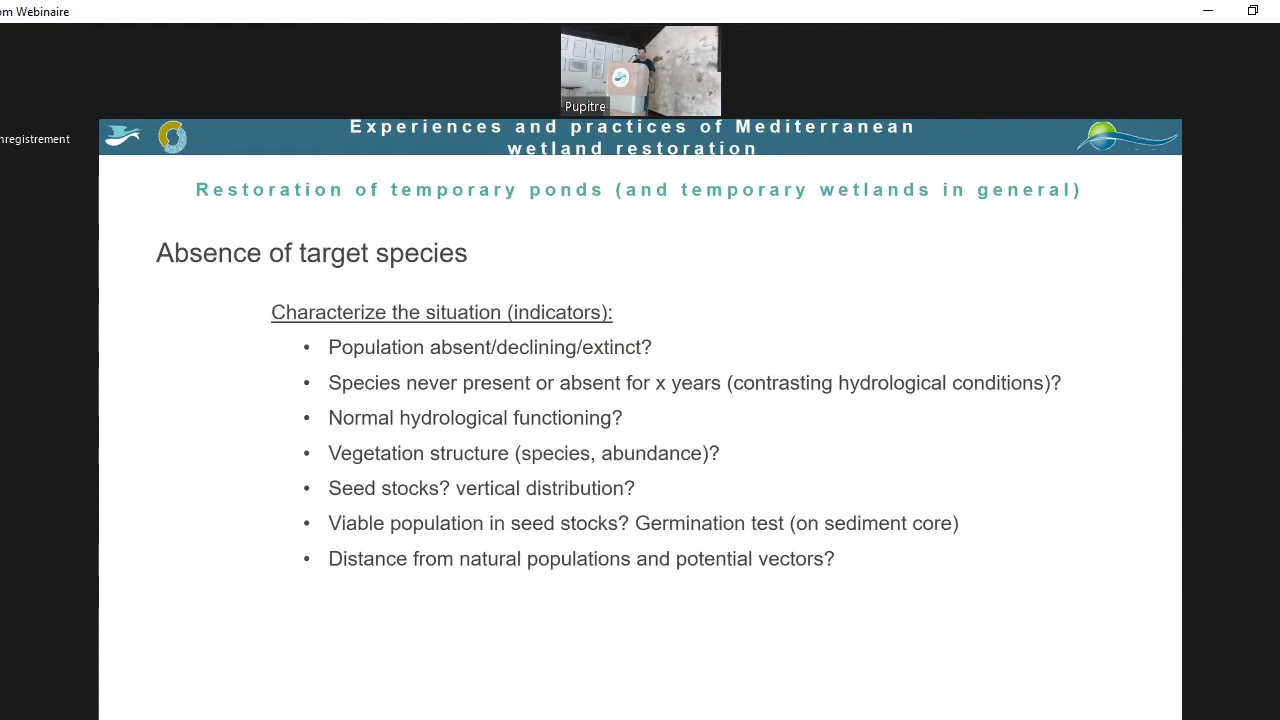 om Webinaire
Pupitre
nregistrement
Experiences and practices of Mediterranean
wetland restoration
Restoration of temporary ponds (and temporary wetlands in general)
Absence of target species
Characterize the situation (indicators):
• Population absent/declining/extinct?
• Species never present or absent for x years (contrasting hydrological conditions)?
• Normal hydrological functioning?
• Vegetation structure (species, abundance)?
• Seed stocks? vertical distribution?
• Viable population in seed stocks? Germination test (on sediment core)
• Distance from natural populations and potential vectors?